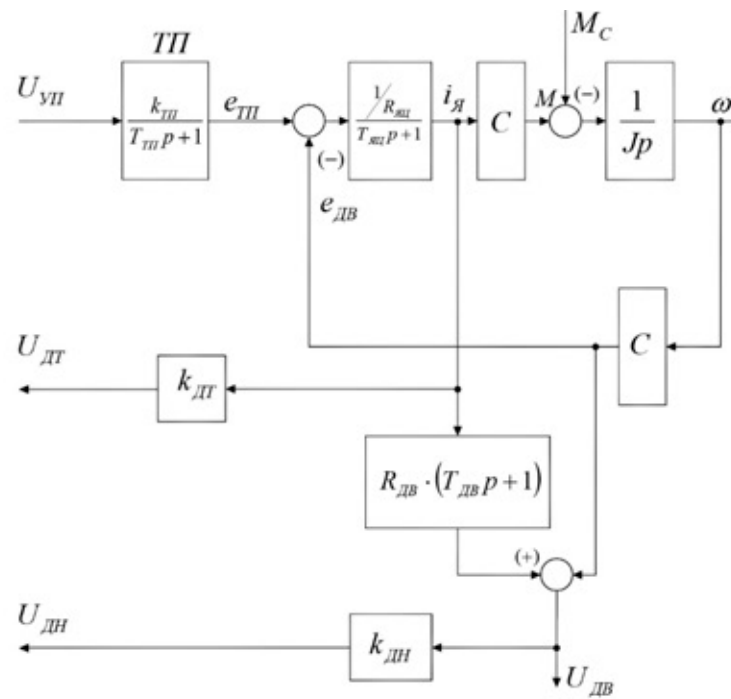 ТП
M_C
U_УП
k_ТП
T_ТП p + 1
e_ТП
(−)
1/R_ЯЦ
T_ЯЦ p + 1
i_Я
C
M
(−)
1
Jp
ω
e_ДВ
C
U_ДТ
k_ДТ
R_ДВ · (T_ДВ p + 1)
(+)
U_ДН
k_ДН
U_ДВ